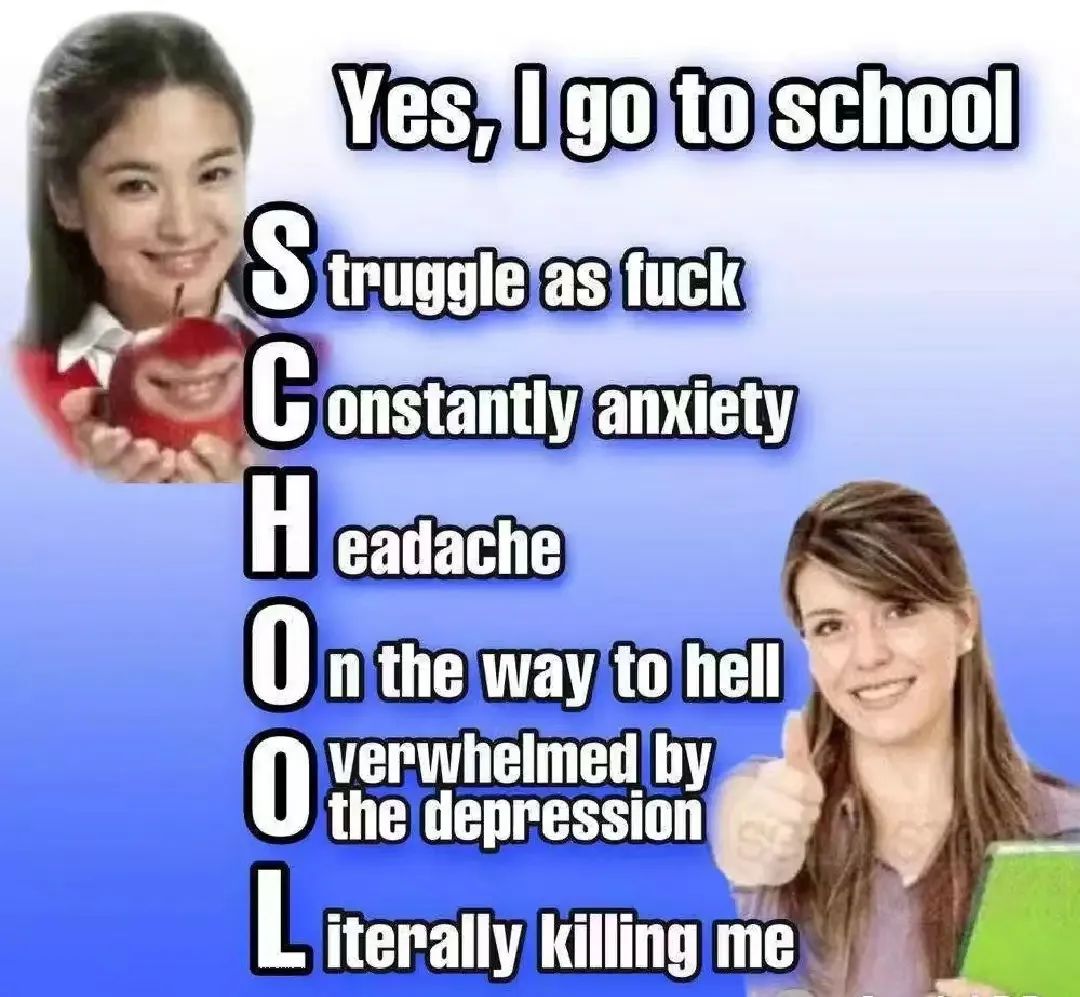 Yes, I go to school
Struggle as fuck
Constantly anxiety
Headache
On the way to hell
Overwhelmed by
the depression
Literally killing me